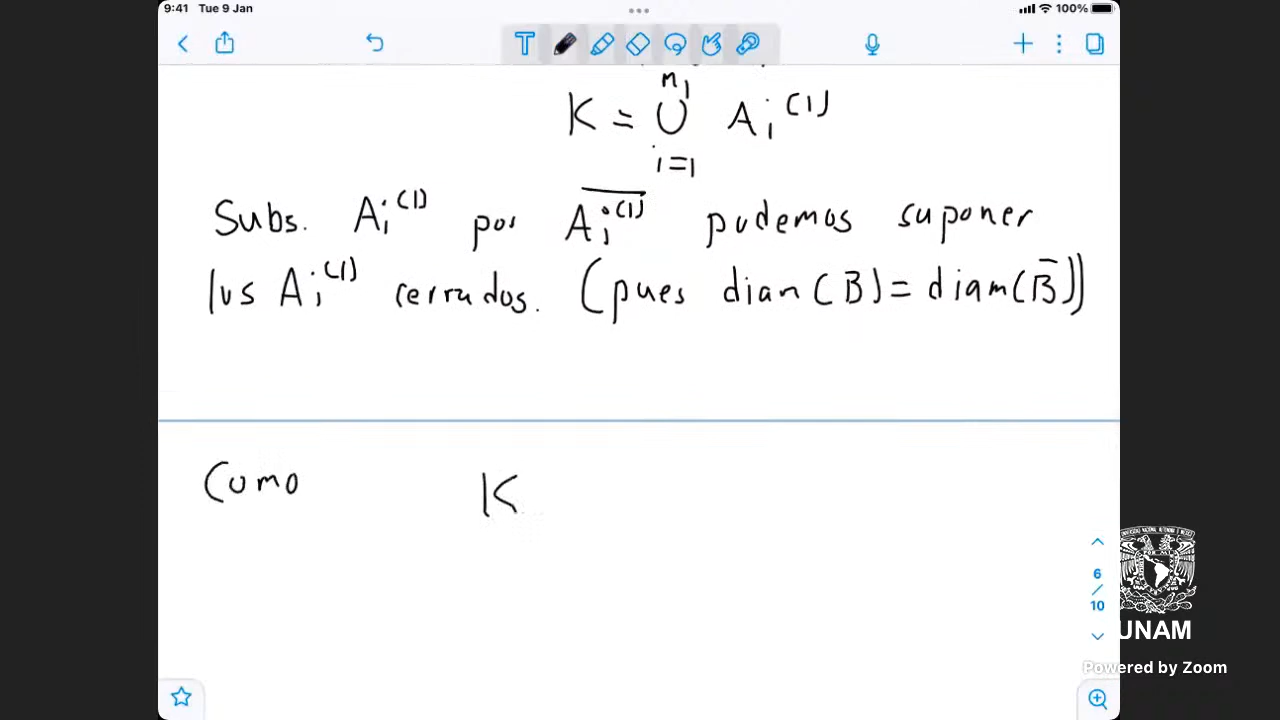 9:41 Tue 9 Jan
100%
K = ⋃_{i=1}^{n_1} A_i^{(1)}
Subs. A_i^{(1)} por \overline{A_i^{(1)}} podemos suponer
los A_i^{(1)} cerrados. (pues diam(B) = diam(\overline{B}))
Como K
6
/
10
UNAM
Powered by Zoom